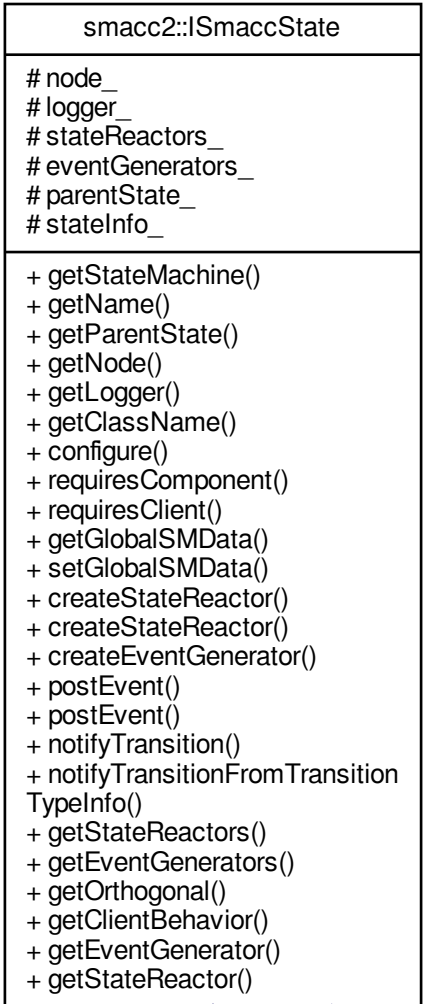 smacc2::ISmaccState
# node_
# logger_
# stateReactors_
# eventGenerators_
# parentState_
# stateInfo_
+ getStateMachine()
+ getName()
+ getParentState()
+ getNode()
+ getLogger()
+ getClassName()
+ configure()
+ requiresComponent()
+ requiresClient()
+ getGlobalSMData()
+ setGlobalSMData()
+ createStateReactor()
+ createStateReactor()
+ createEventGenerator()
+ postEvent()
+ postEvent()
+ notifyTransition()
+ notifyTransitionFromTransition
TypeInfo()
+ getStateReactors()
+ getEventGenerators()
+ getOrthogonal()
+ getClientBehavior()
+ getEventGenerator()
+ getStateReactor()